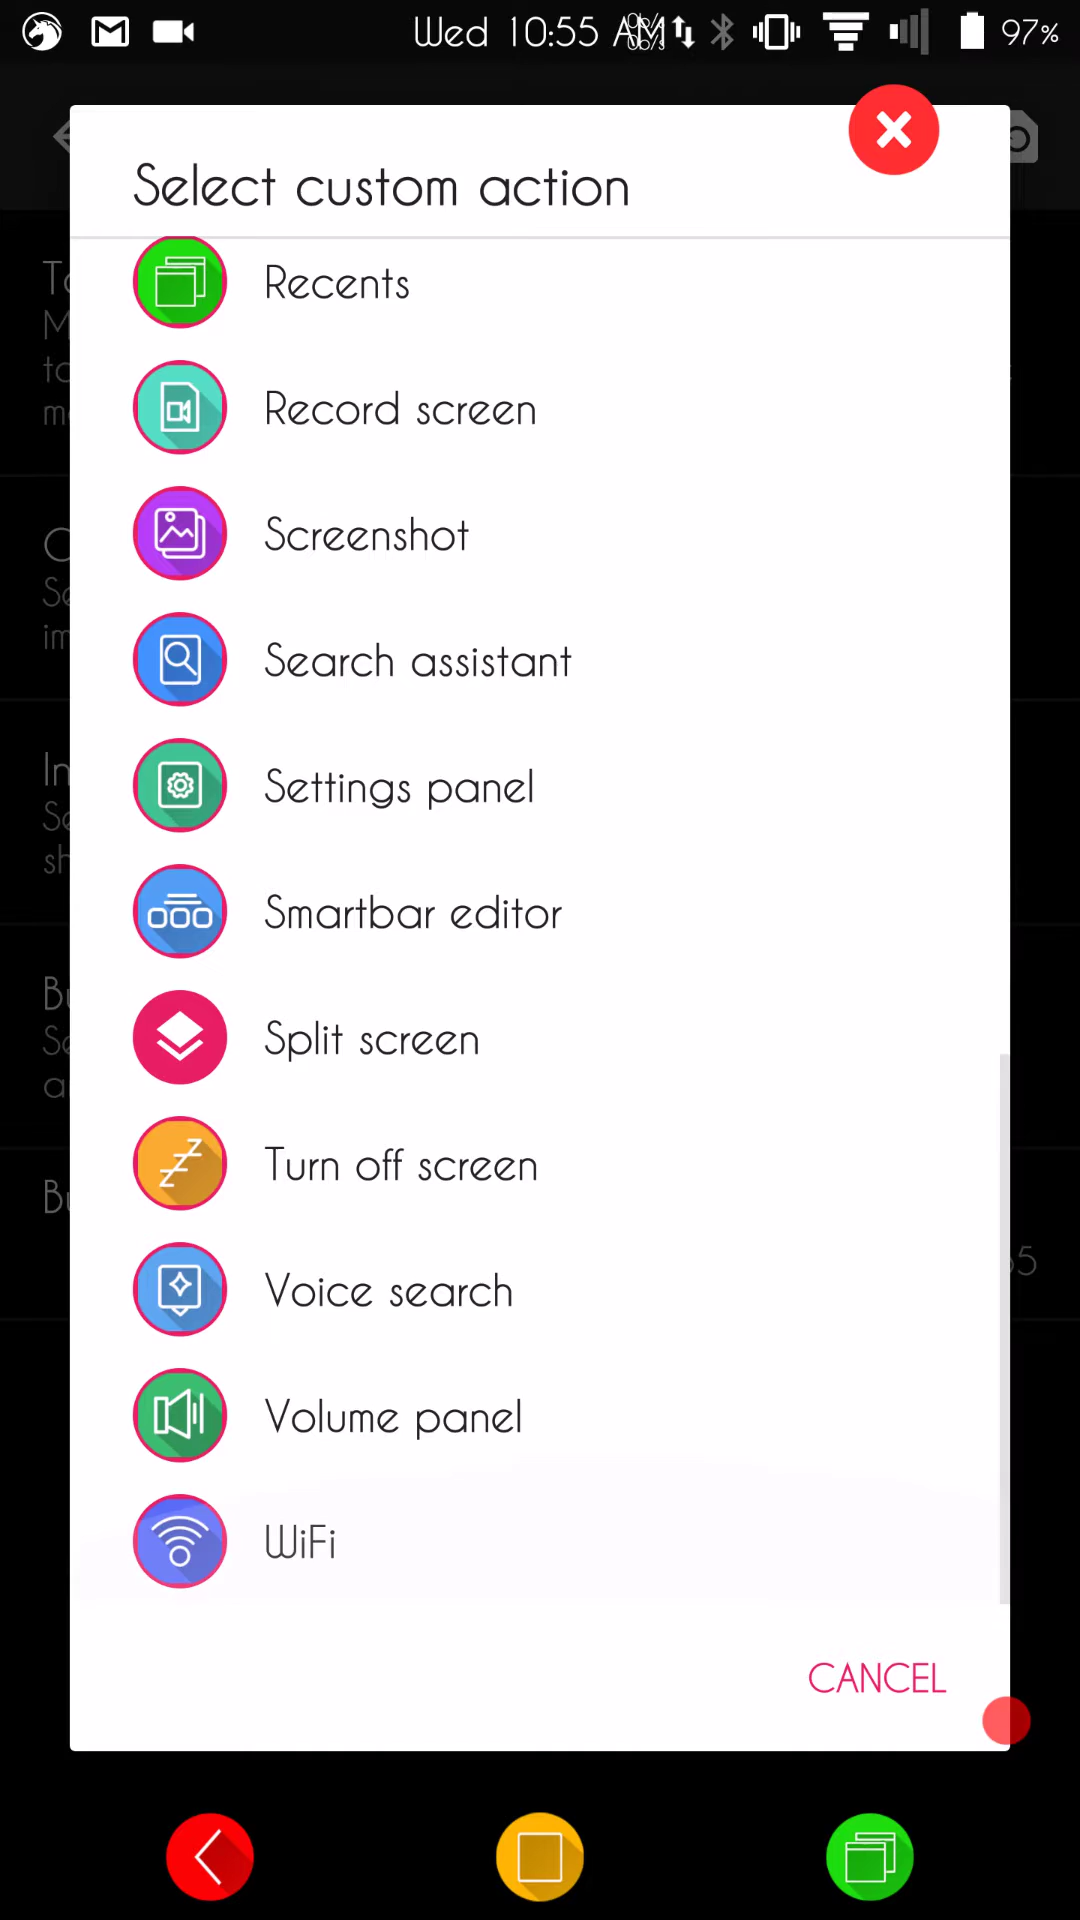 Wed 10:55 AM
97%
Select custom action
Recents
Record screen
Screenshot
Search assistant
Settings panel
Smartbar editor
Split screen
Turn off screen
Voice search
Volume panel
WiFi
CANCEL